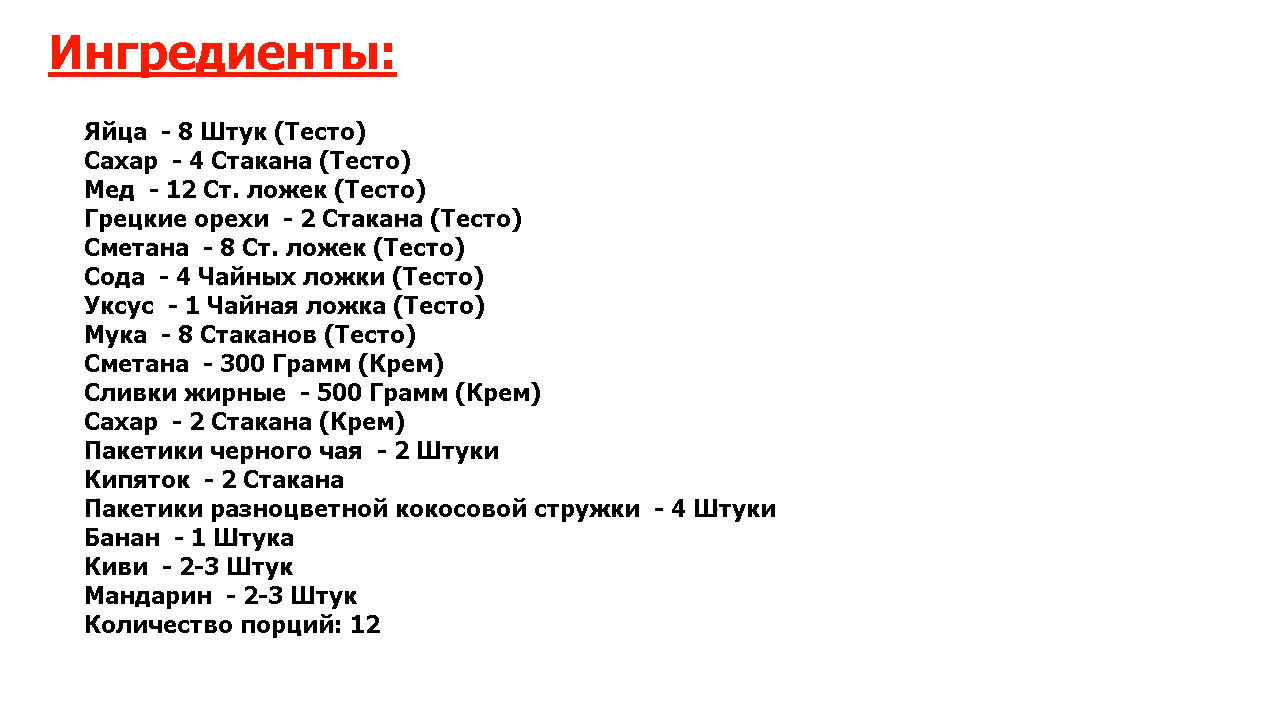 Ингредиенты:
Яйца - 8 Штук (Тесто)
Сахар - 4 Стакана (Тесто)
Мед - 12 Ст. ложек (Тесто)
Грецкие орехи - 2 Стакана (Тесто)
Сметана - 8 Ст. ложек (Тесто)
Сода - 4 Чайных ложки (Тесто)
Уксус - 1 Чайная ложка (Тесто)
Мука - 8 Стаканов (Тесто)
Сметана - 300 Грамм (Крем)
Сливки жирные - 500 Грамм (Крем)
Сахар - 2 Стакана (Крем)
Пакетики черного чая - 2 Штуки
Кипяток - 2 Стакана
Пакетики разноцветной кокосовой стружки - 4 Штуки
Банан - 1 Штука
Киви - 2-3 Штук
Мандарин - 2-3 Штук
Количество порций: 12